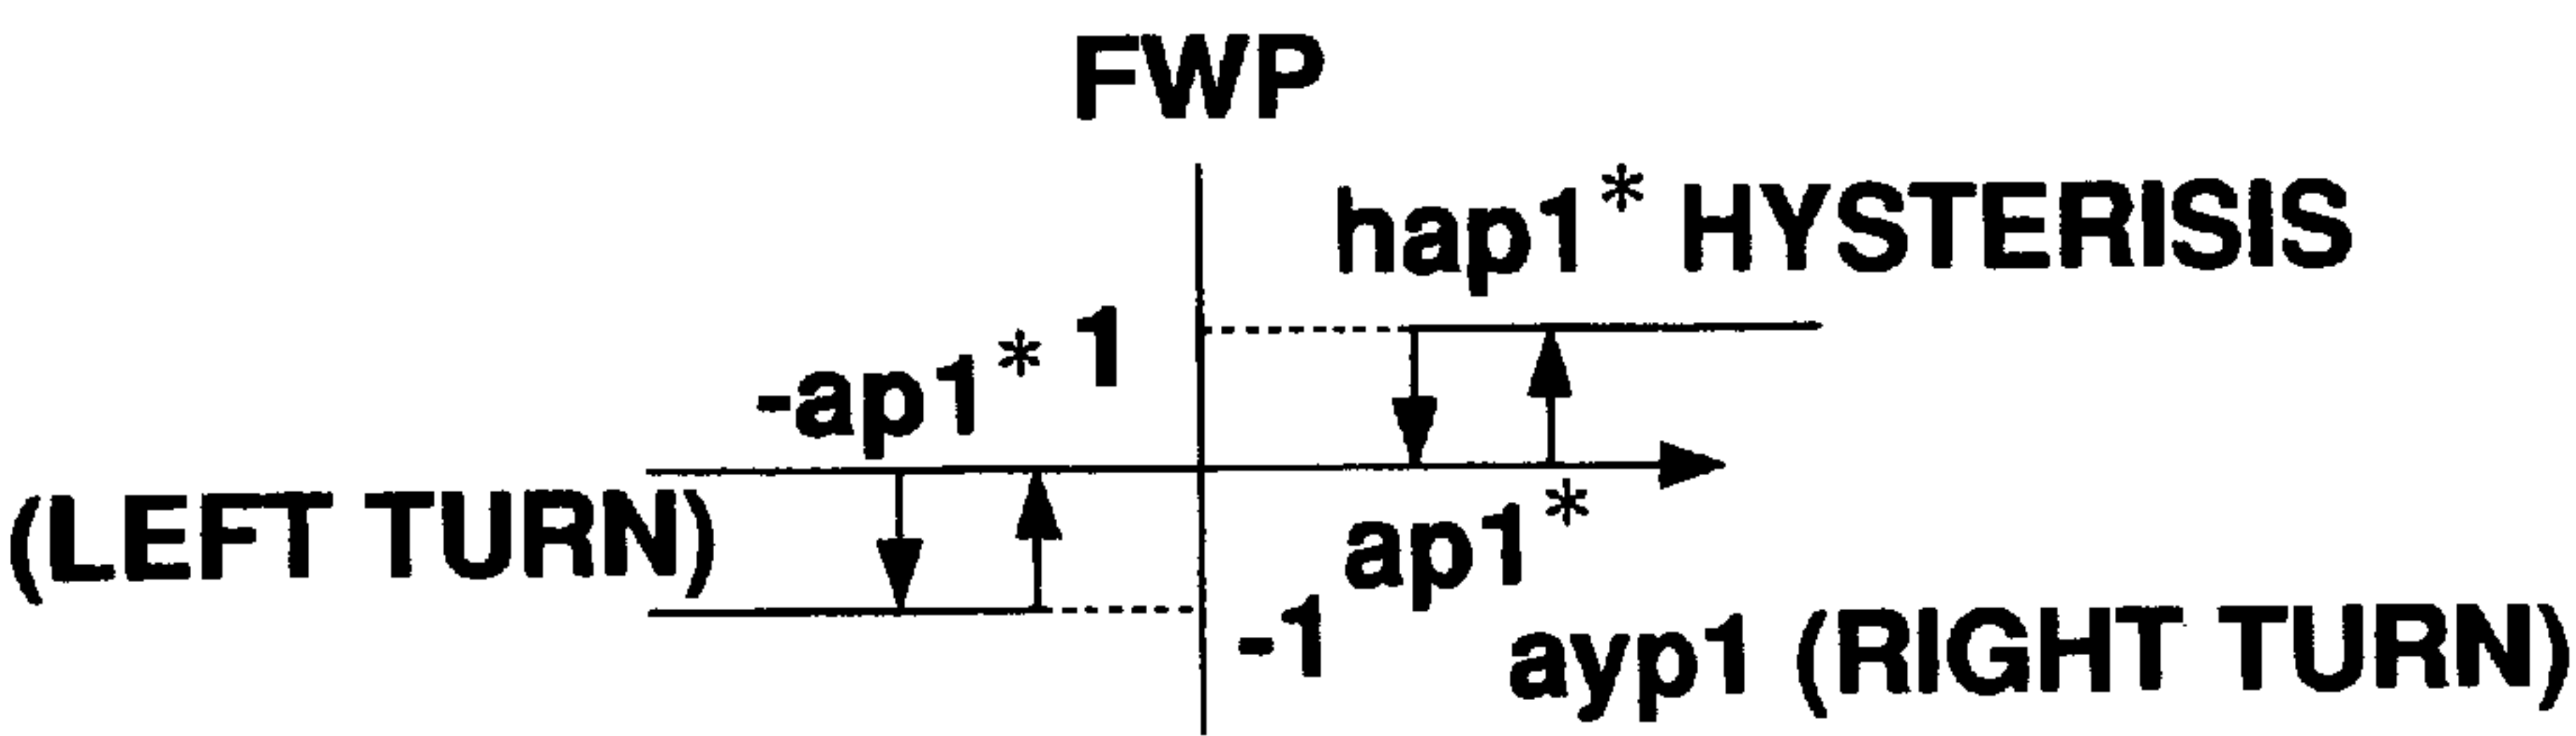 FWP
hap1* HYSTERISIS
-ap1* 1
(LEFT TURN)
ap1*
-1
ayp1 (RIGHT TURN)